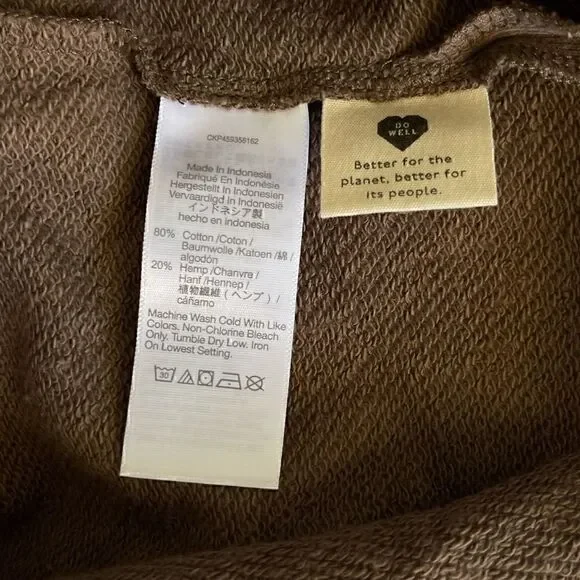 CKP459356162
Made In Indonesia
Fabriqué En Indonésie
Hergestellt In Indonesien
Vervaardigd In Indonesië
インドネシア製
hecho en indonesia
80% Cotton /Coton /
Baumwolle /Katoen /綿 /
algodón
20% Hemp /Chanvre /
Hanf /Hennep /
植物繊維 (ヘンプ) /
cáñamo
Machine Wash Cold With Like
Colors. Non-Chlorine Bleach
Only. Tumble Dry Low. Iron
On Lowest Setting.
30
DO
WELL
Better for the
planet, better for
its people.